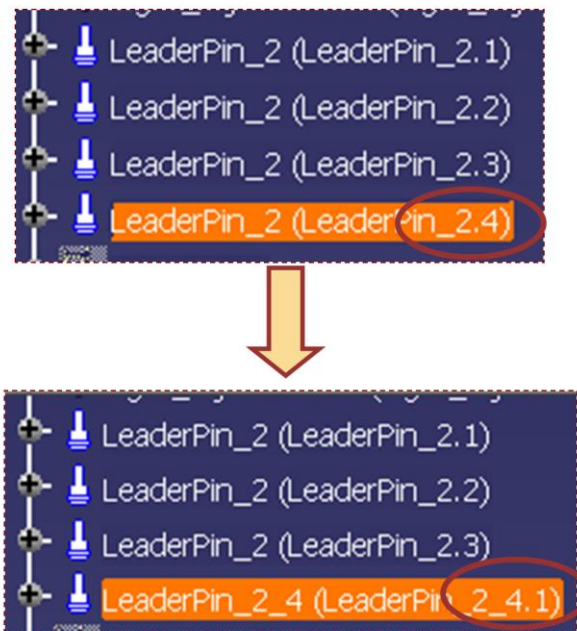 LeaderPin_2 (LeaderPin_2.1)
LeaderPin_2 (LeaderPin_2.2)
LeaderPin_2 (LeaderPin_2.3)
LeaderPin_2 (LeaderPin_2.4)
LeaderPin_2 (LeaderPin_2.1)
LeaderPin_2 (LeaderPin_2.2)
LeaderPin_2 (LeaderPin_2.3)
LeaderPin_2_4 (LeaderPin_2_4.1)